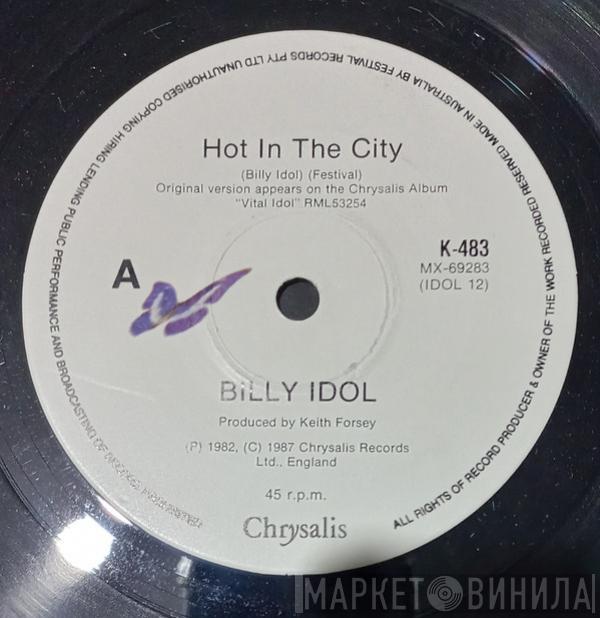 Hot In The City
(Billy Idol) (Festival)
Original version appears on the Chrysalis Album
"Vital Idol" RML53254
A
K-483
MX-69283
(IDOL 12)
BILLY IDOL
Produced by Keith Forsey
(P) 1982, (C) 1987 Chrysalis Records
Ltd., England
45 r.p.m.
Chrysalis
ALL RIGHTS OF RECORD PRODUCER & OWNER OF THE WORK RECORDED RESERVED MADE IN AUSTRALIA BY FESTIVAL RECORDS PTY LTD UNAUTHORISED COPYING HIRING LENDING PUBLIC PERFORMANCE AND BROADCASTING OF
МАРКЕТ ВИНИЛА